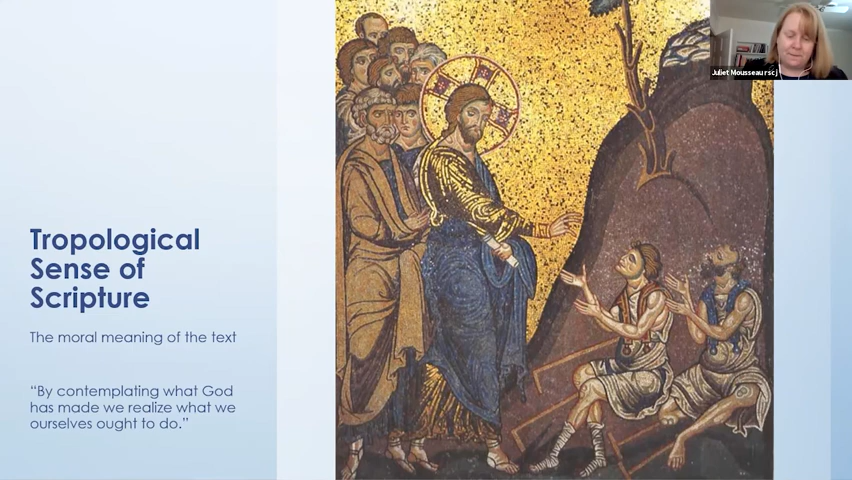 Juliet Mousseau rscj
Tropological
Sense of
Scripture
The moral meaning of the text
“By contemplating what God
has made we realize what we
ourselves ought to do.”